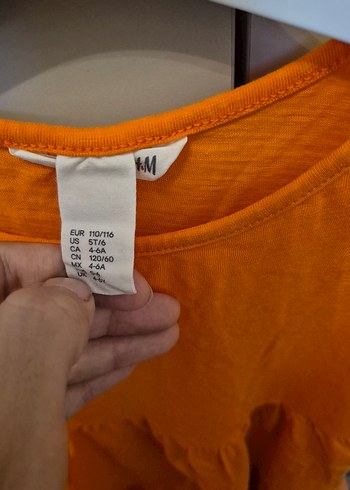 &M
EUR 110/116
US 5T/6
CA 4-6A
CN 120/60
MX 4-6A